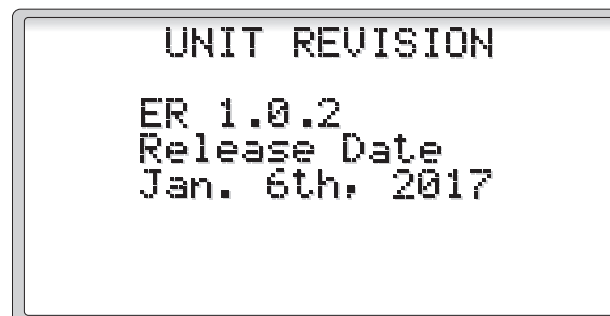 UNIT REVISION
ER 1.0.2
Release Date
Jan. 6th, 2017